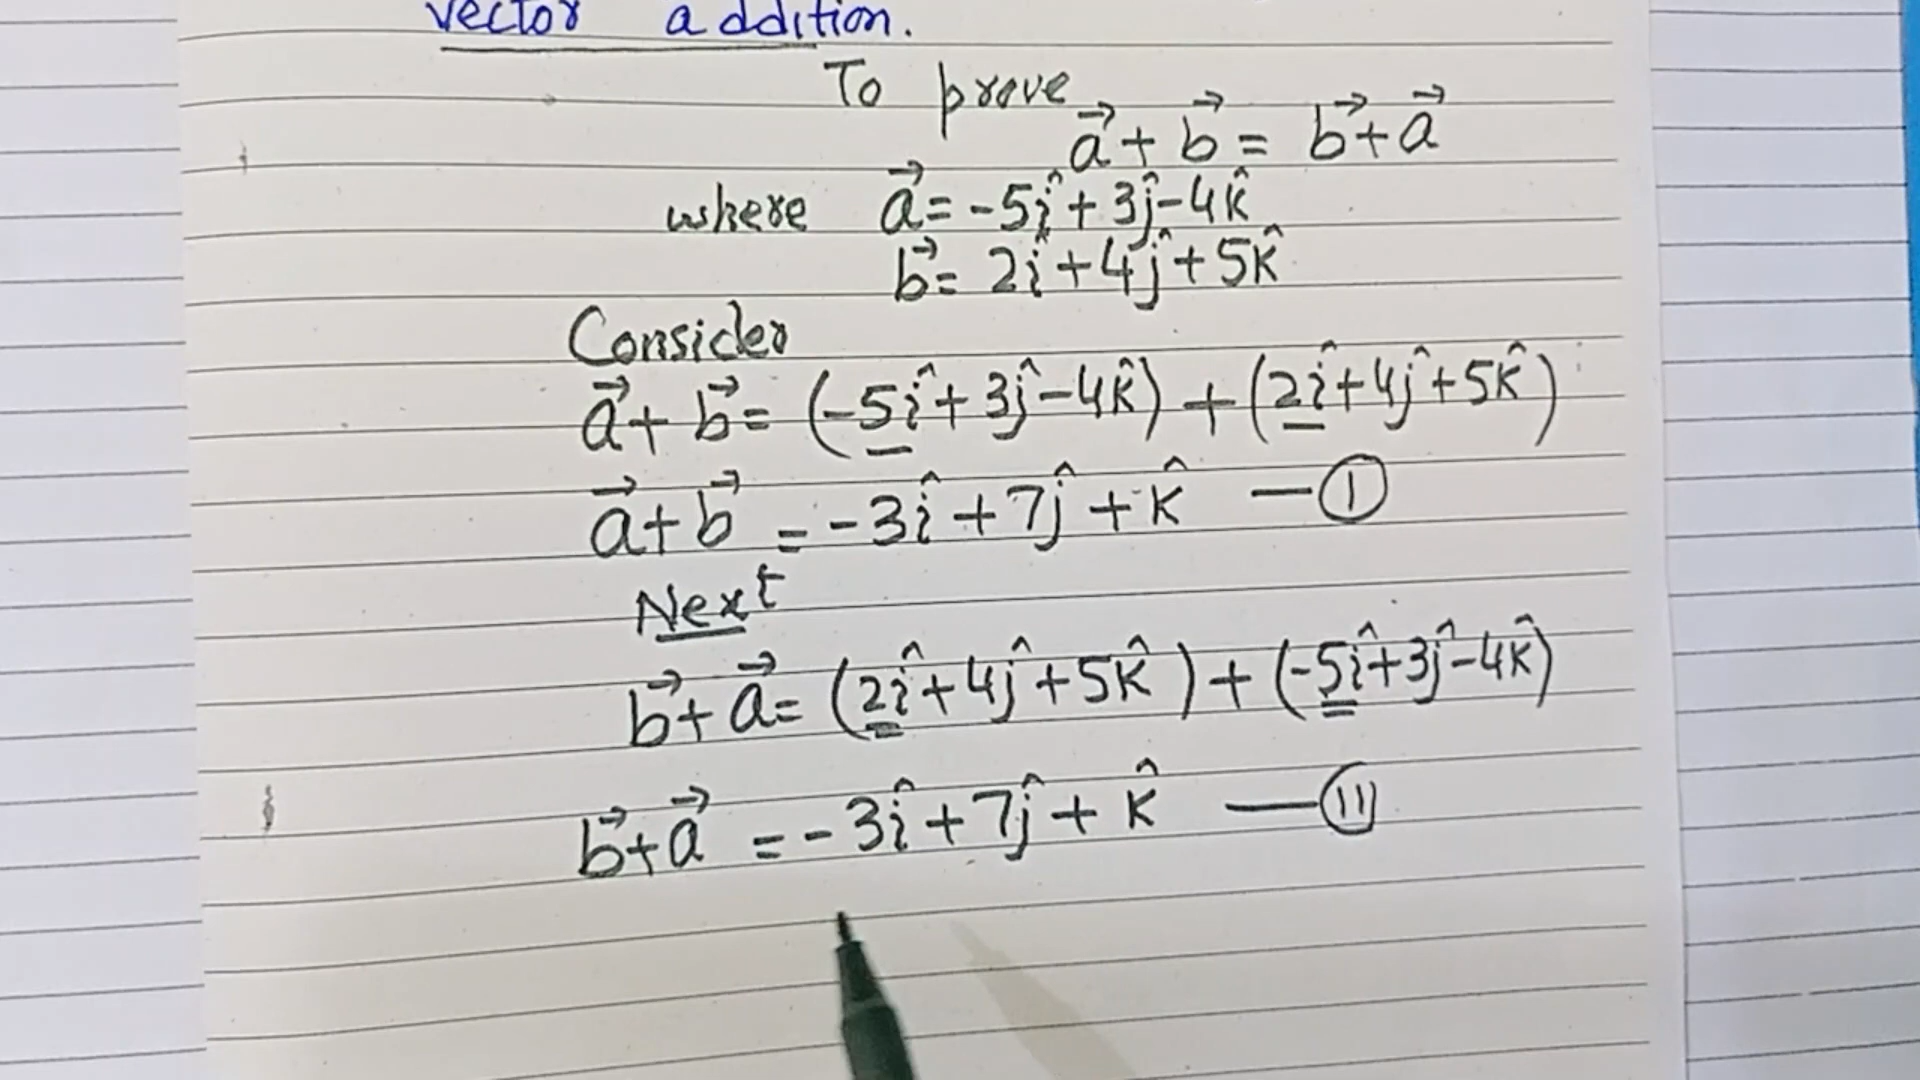 vector addition.
To prove
a⃗ + b⃗ = b⃗ + a⃗
where a⃗ = -5î + 3ĵ - 4k̂
b⃗ = 2î + 4ĵ + 5k̂
Consider
a⃗ + b⃗ = (-5î + 3ĵ - 4k̂) + (2î + 4ĵ + 5k̂)
a⃗ + b⃗ = -3î + 7ĵ + k̂ — Ⓘ
Next
b⃗ + a⃗ = (2î + 4ĵ + 5k̂) + (-5î + 3ĵ - 4k̂)
b⃗ + a⃗ = -3î + 7ĵ + k̂ — (II)